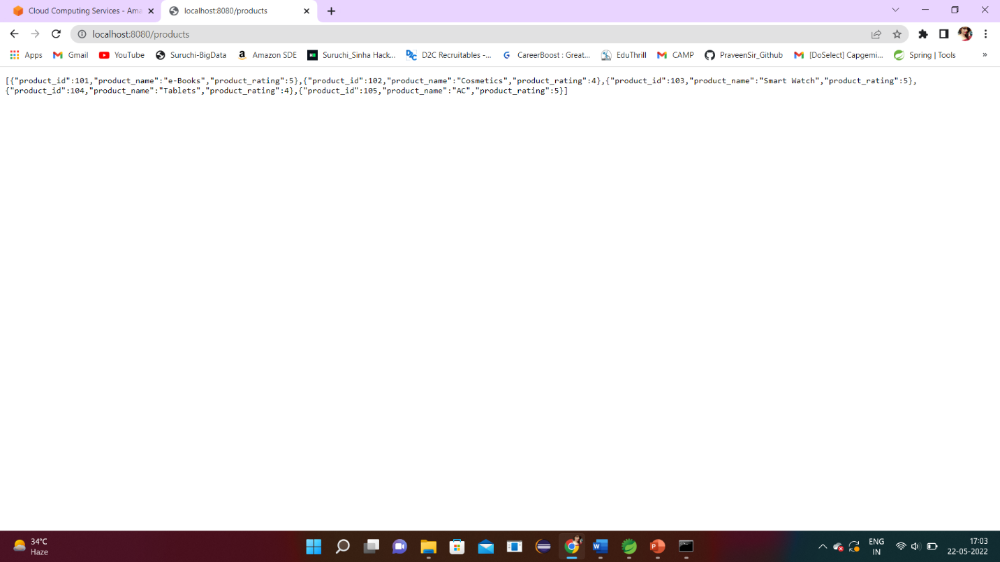 Cloud Computing Services - Ama
localhost:8080/products
localhost:8080/products
Apps Gmail YouTube Suruchi-BigData Amazon SDE Suruchi_Sinha Hack... D2C Recruitables -... CareerBoost : Great... EduThrill CAMP PraveenSir_Github [DoSelect] Capgemi... Spring | Tools »
[{"product_id":101,"product_name":"e-Books","product_rating":5},{"product_id":102,"product_name":"Cosmetics","product_rating":4},{"product_id":103,"product_name":"Smart Watch","product_rating":5},
{"product_id":104,"product_name":"Tablets","product_rating":4},{"product_id":105,"product_name":"AC","product_rating":5}]
34°C
Haze
ENG
IN
17:03
22-05-2022